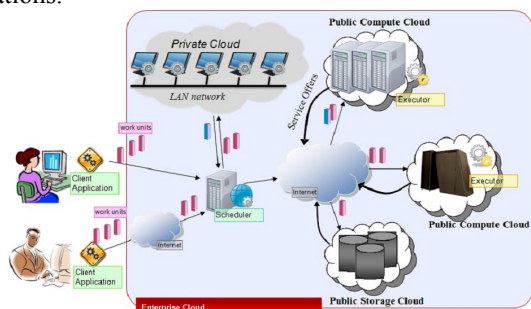 ations.
Public Compute Cloud
Private Cloud
LAN network
Service Offers
Executor
work units
Client
Application
Scheduler
Internet
Executor
Public Compute Cloud
work units
Internet
Client
Application
Public Storage Cloud
Enterprise Cloud